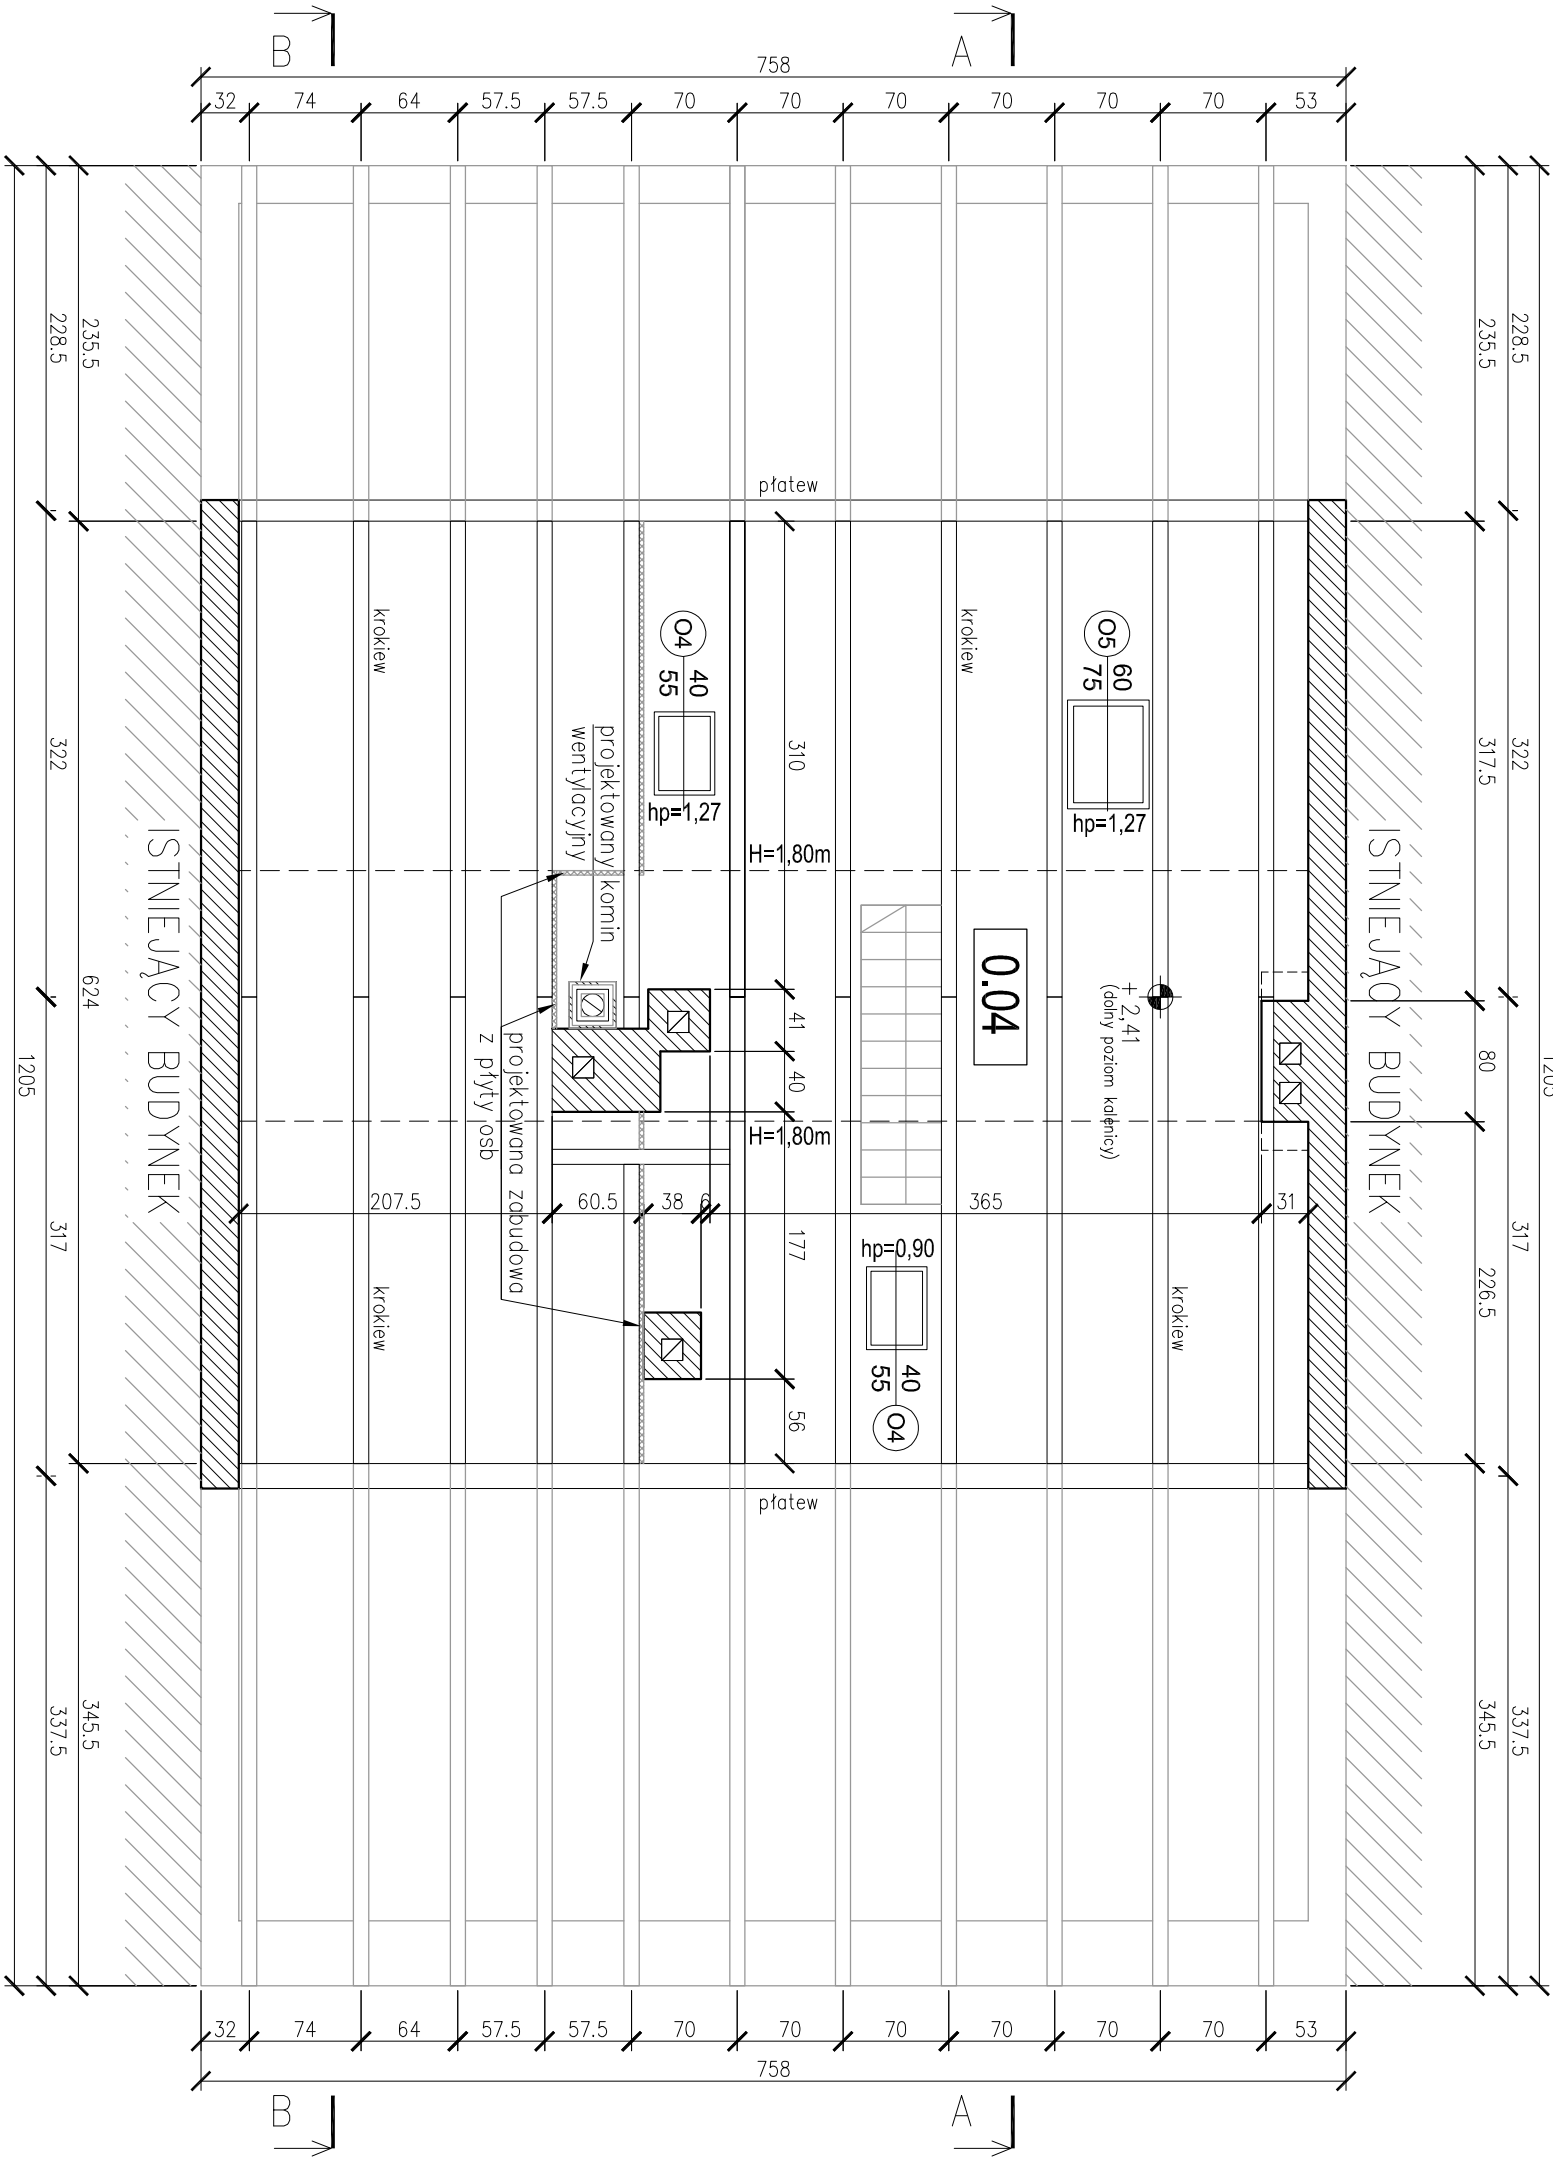 B
A
758
32
74
64
57.5
57.5
70
70
70
70
70
70
53
228.5
235.5
235.5
228.5
płatew
krokiew
O4
40
55
hp=1,27
krokiew
O5
60
75
hp=1,27
310
projektowany komin
wentylacyjny
H=1,80m
322
322
317.5
ISTNIEJĄCY BUDYNEK
ISTNIEJĄCY BUDYNEK
0.04
+ 2,41
(dolny poziom kalenicy)
624
1205
41
40
80
1205
H=1,80m
projektowana zabudowa
z płyty osb
207.5
60.5
38
6
365
31
177
317
226.5
317
hp=0,90
40
55
O4
krokiew
krokiew
56
płatew
337.5
345.5
345.5
337.5
32
74
64
57.5
57.5
70
70
70
70
70
70
53
758
B
A